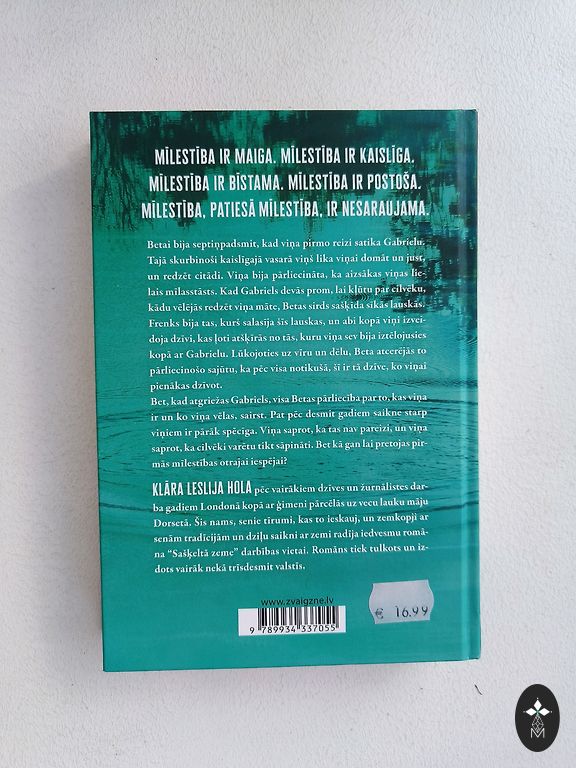 MĪLESTĪBA IR MAIGA. MĪLESTĪBA IR KAISLĪGA.
MĪLESTĪBA IR BĪSTAMA. MĪLESTĪBA IR POSTOŠA.
MĪLESTĪBA, PATIESĀ MĪLESTĪBA, IR NESARAUJAMA.
Betai bija septiņpadsmit, kad viņa pirmo reizi satika Gabrielu.
Tajā skurbinoši kaislīgajā vasarā viņš lika viņai domāt un just,
un redzēt citādi. Viņa bija pārliecināta, ka aizsākas viņas lie-
lais mīlasstāsts. Kad Gabriels devās prom, lai kļūtu par cilvēku,
kādu vēlējās redzēt viņa māte, Betas sirds sašķīda sīkās lauskās.
Frenks bija tas, kurš salasīja šīs lauskas, un abi kopā viņi izvei-
doja dzīvi, kas ļoti atšķīrās no tās, kuru viņa sev bija iztēlojusies
kopā ar Gabrielu. Lūkojoties uz vīru un dēlu, Beta atcerējās to
pārliecinošo sajūtu, ka pēc visa notikušā, šī ir tā dzīve, ko viņai
pienākas dzīvot.
Bet, kad atgriežas Gabriels, visa Betas pārliecība par to, kas viņa
ir un ko viņa vēlas, sairst. Pat pēc desmit gadiem saikne starp
viņiem ir pārāk spēcīga. Viņa saprot, ka tas nav pareizi, un viņa
saprot, ka cilvēki varētu tikt sāpināti. Bet kā gan lai pretojas pir-
mās mīlestības otrajai iespējai?
KLĀRA LESLIJA HOLA pēc vairākiem dzīves un žurnālistes dar-
ba gadiem Londonā kopā ar ģimeni pārcēlās uz vecu lauku māju
Dorsetā. Šis nams, senie tīrumi, kas to ieskauj, un zemkopji ar
senām tradīcijām un dziļu saikni ar zemi radīja iedvesmu romā-
na “Sašķeltā zeme” darbības vietai. Romāns tiek tulkots un iz-
dots vairāk nekā trīsdesmit valstīs.
www.zvaigzne.lv
9 789934 337055
€ 16.99
M